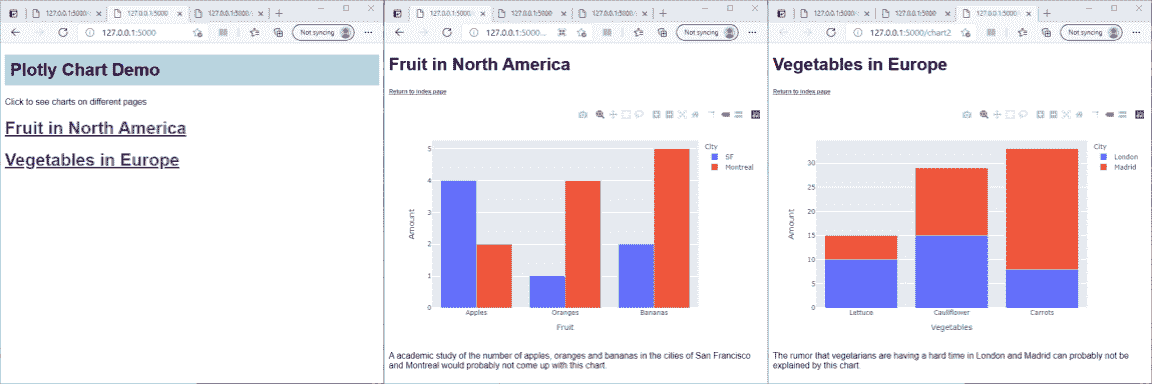 127.0.0.1:5000
127.0.0.1:5000
127.0.0.1:5000
127.0.0.1:5000
Not syncing
Plotly Chart Demo
Click to see charts on different pages
Fruit in North America
Vegetables in Europe
127.0.0.1:5000
127.0.0.1:5000
127.0.0.1:5000
127.0.0.1:5000...
Not syncing
Fruit in North America
Return to index page
City
SF
Montreal
5
4
3
2
1
0
Amount
Apples
Oranges
Bananas
Fruit
A academic study of the number of apples, oranges and bananas in the cities of San Francisco
and Montreal would probably not come up with this chart.
127.0.0.1:5000
127.0.0.1:5000
127.0.0.1:5000
127.0.0.1:5000/chart2
Not syncing
Vegetables in Europe
Return to index page
City
London
Madrid
30
25
20
15
10
5
0
Amount
Lettuce
Cauliflower
Carrots
Vegetables
The rumor that vegetarians are having a hard time in London and Madrid can probably not be
explained by this chart.